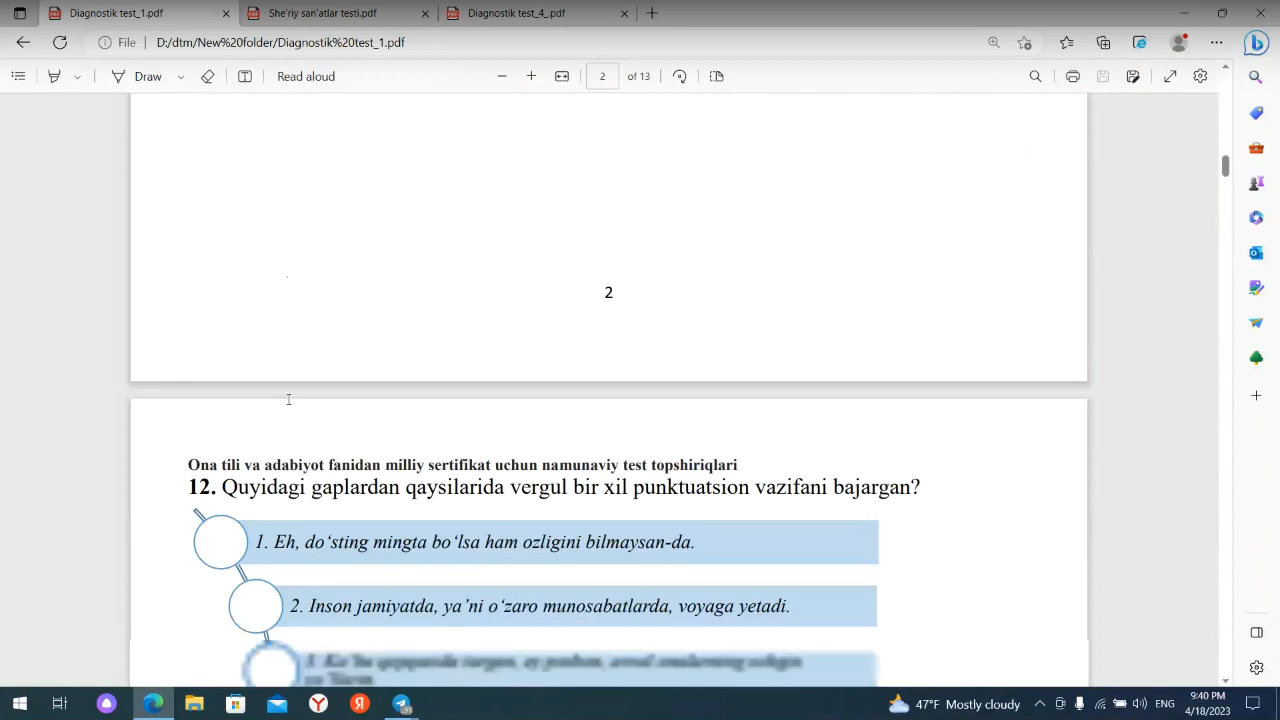 Diagnostik test_1.pdf
She'riy san'atlar testi.pdf
Diagnostik test_4_.pdf
File
D:/dtm/New%20folder/Diagnostik%20test_1.pdf
Draw
Read aloud
2
of 13
2
Ona tili va adabiyot fanidan milliy sertifikat uchun namunaviy test topshiriqlari
12. Quyidagi gaplardan qaysilarida vergul bir xil punktuatsion vazifani bajargan?
1. Eh, do‘sting mingta bo‘lsa ham ozligini bilmaysan-da.
2. Inson jamiyatda, ya’ni o‘zaro munosabatlarda, voyaga yetadi.
47°F Mostly cloudy
ENG
9:40 PM
4/18/2023